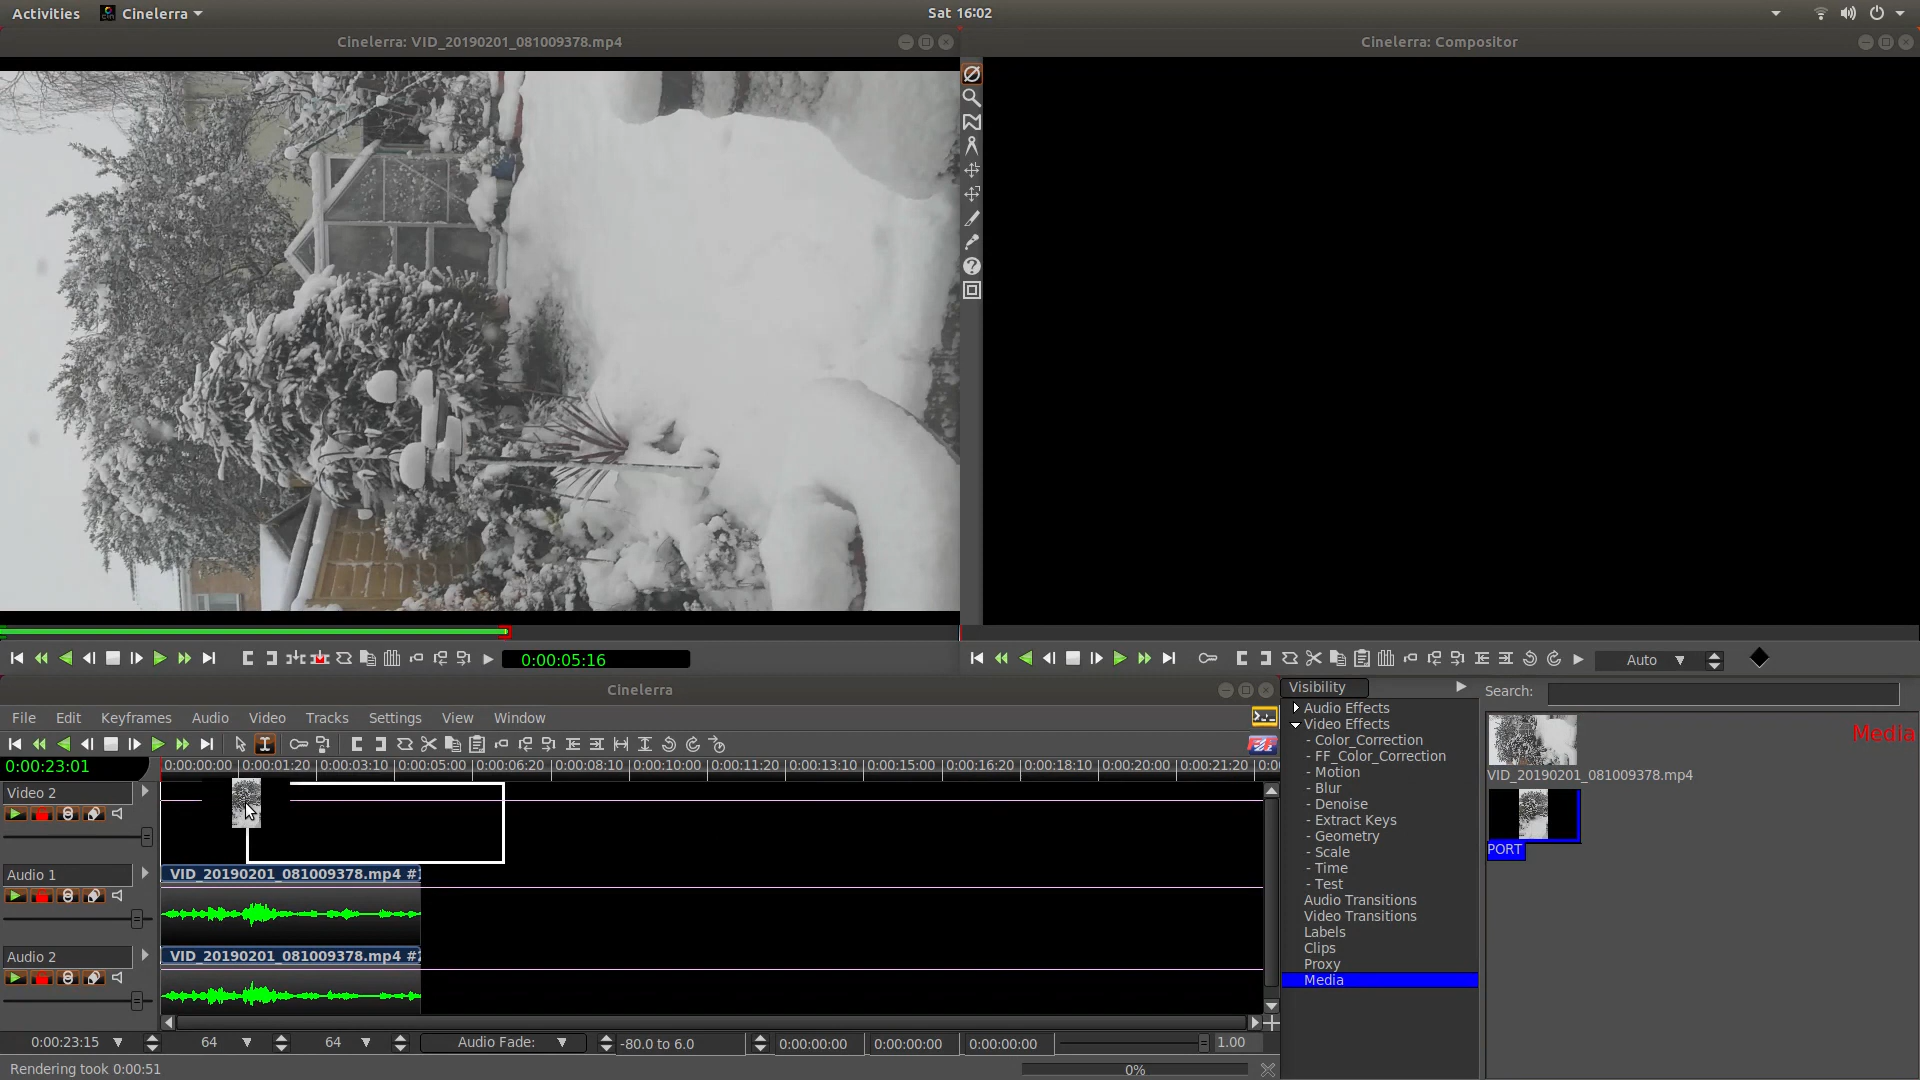 Activities Cinelerra Sat 16:02
Cinelerra: VID_20190201_081009378.mp4 Cinelerra: Compositor
0:00:05:16 Auto
Cinelerra
File Edit Keyframes Audio Video Tracks Settings View Window
0:00:23:01 0:00:00:00 0:00:01:20 0:00:03:10 0:00:05:00 0:00:06:20 0:00:08:10 0:00:10:00 0:00:11:20 0:00:13:10 0:00:15:00 0:00:16:20 0:00:18:10 0:00:20:00 0:00:21:20 0:0
Video 2
Audio 1 VID_20190201_081009378.mp4 #1
Audio 2 VID_20190201_081009378.mp4 #2
0:00:23:15 64 64 Audio Fade: -80.0 to 6.0 0:00:00:00 0:00:00:00 0:00:00:00 1.00
Rendering took 0:00:51 0%
Visibility
Audio Effects
Video Effects
- Color_Correction
- FF_Color_Correction
- Motion
- Blur
- Denoise
- Extract Keys
- Geometry
- Scale
- Time
- Test
Audio Transitions
Video Transitions
Labels
Clips
Proxy
Media
Search:
Media
VID_20190201_081009378.mp4
PORT